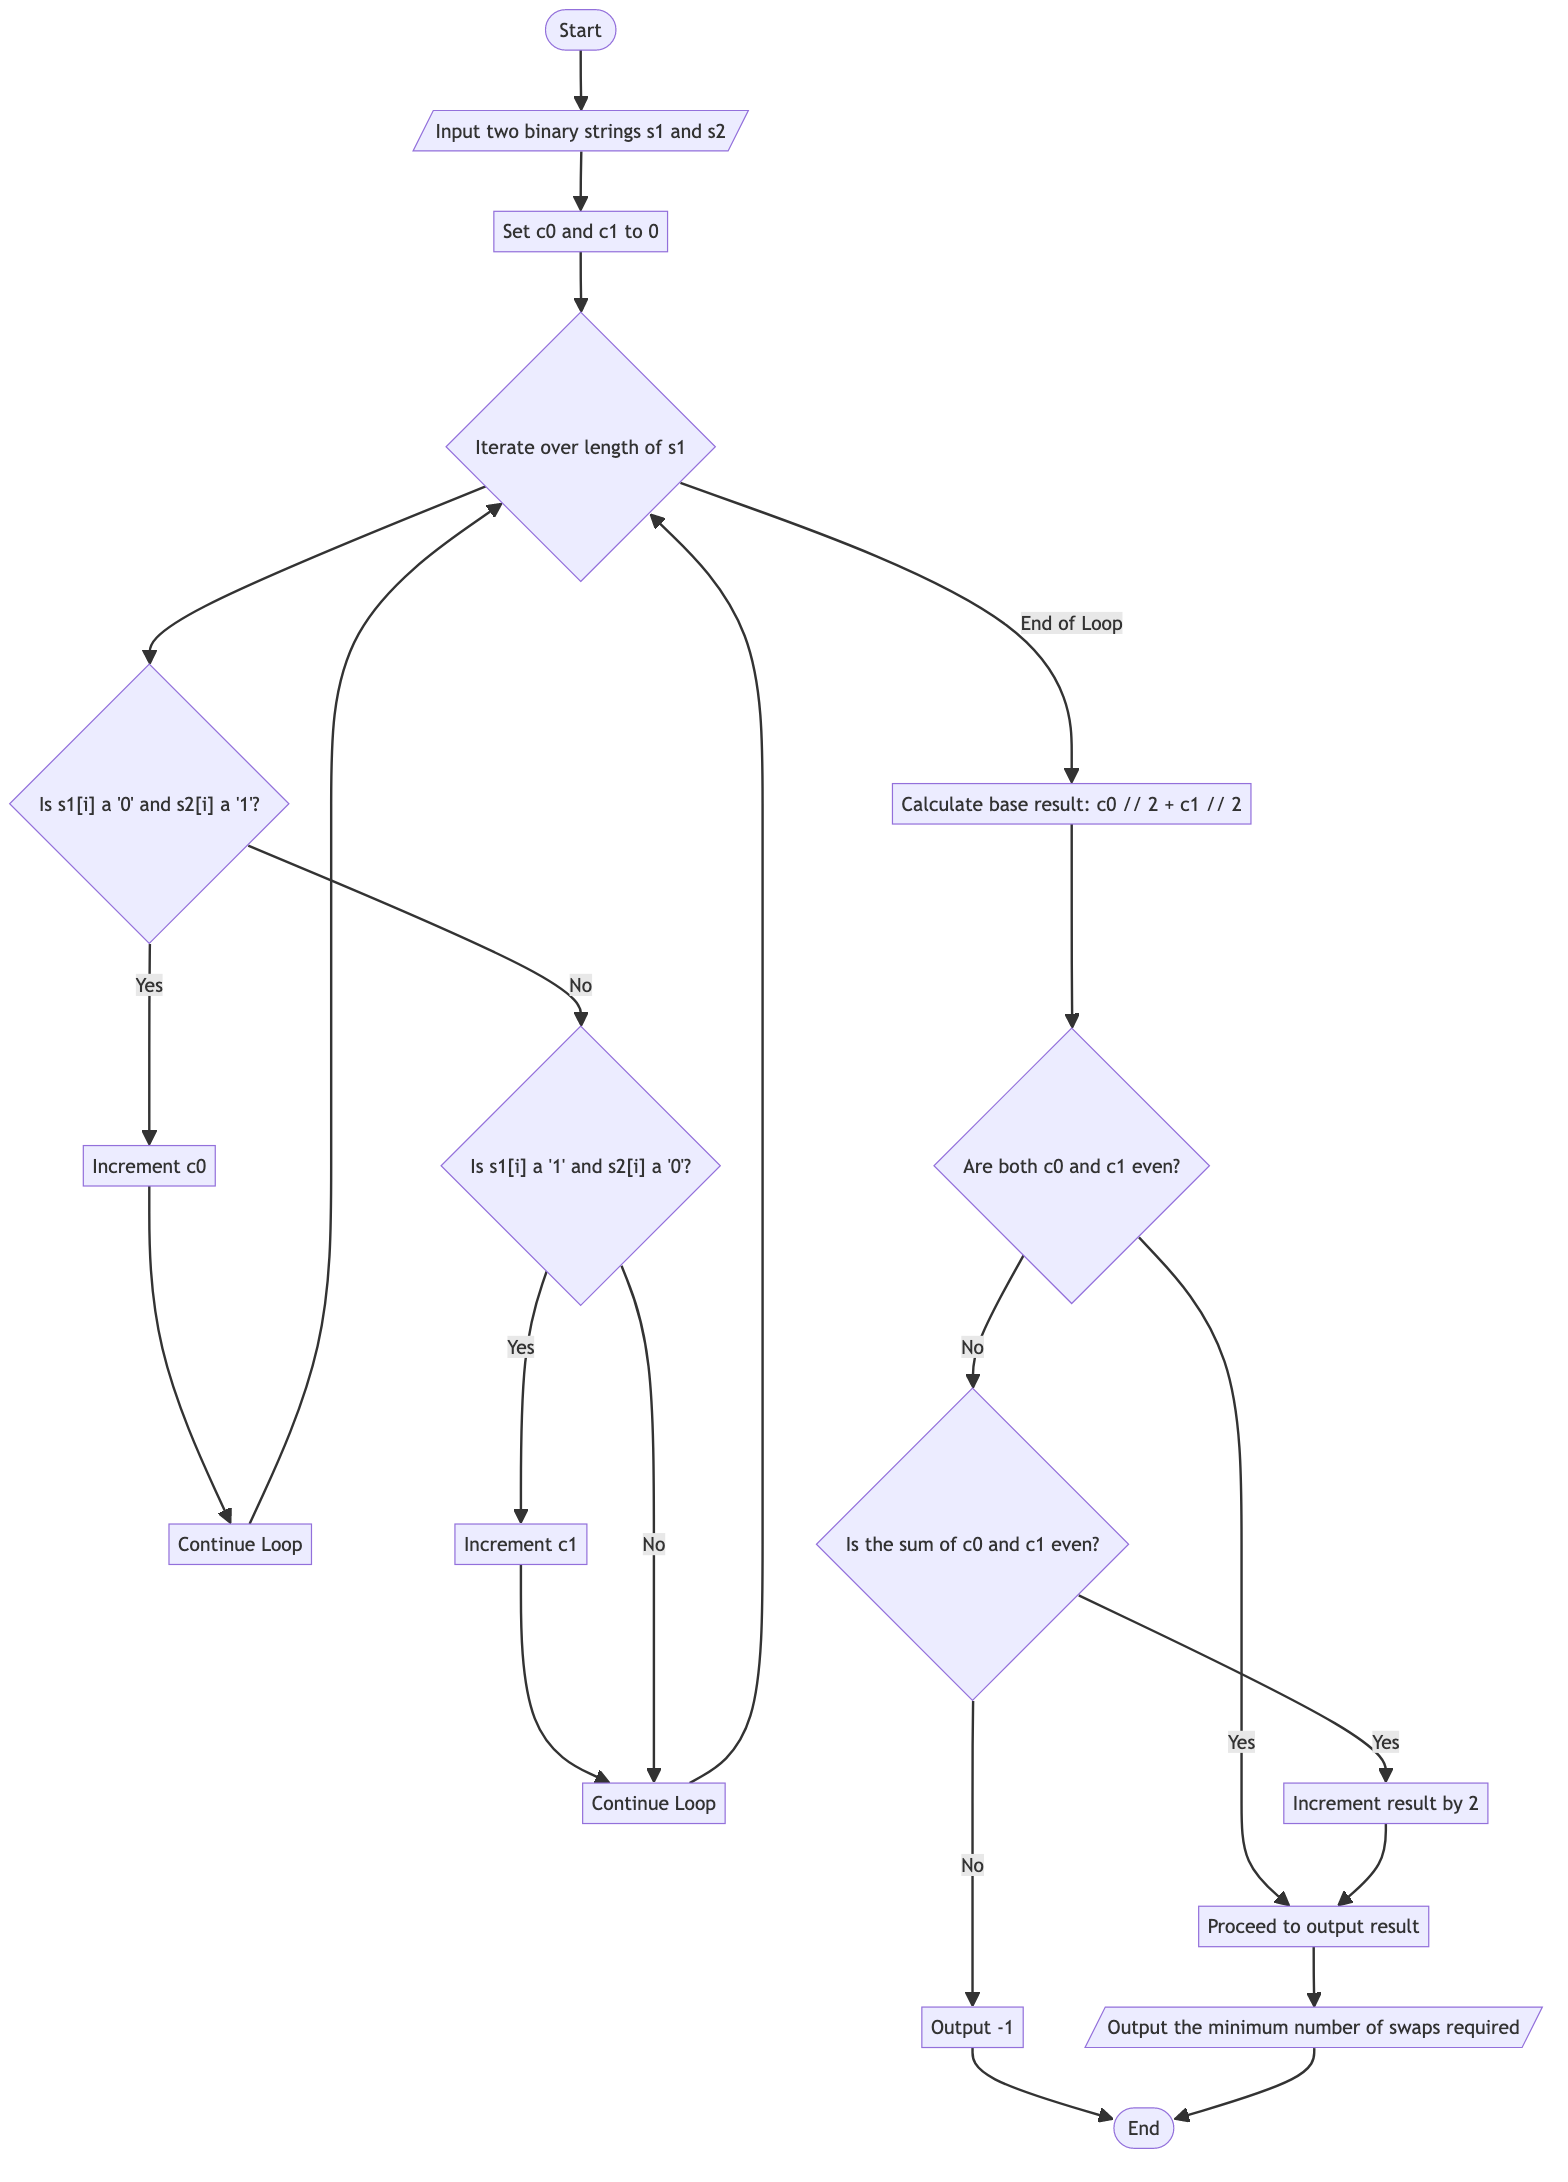 Start
Input two binary strings s1 and s2
Set c0 and c1 to 0
Iterate over length of s1
End of Loop
Is s1[i] a '0' and s2[i] a '1'?
Calculate base result: c0 // 2 + c1 // 2
Yes
No
Increment c0
Is s1[i] a '1' and s2[i] a '0'?
Are both c0 and c1 even?
Yes
No
Continue Loop
Increment c1
No
Is the sum of c0 and c1 even?
Yes
Yes
Continue Loop
Increment result by 2
No
Proceed to output result
Output -1
Output the minimum number of swaps required
End